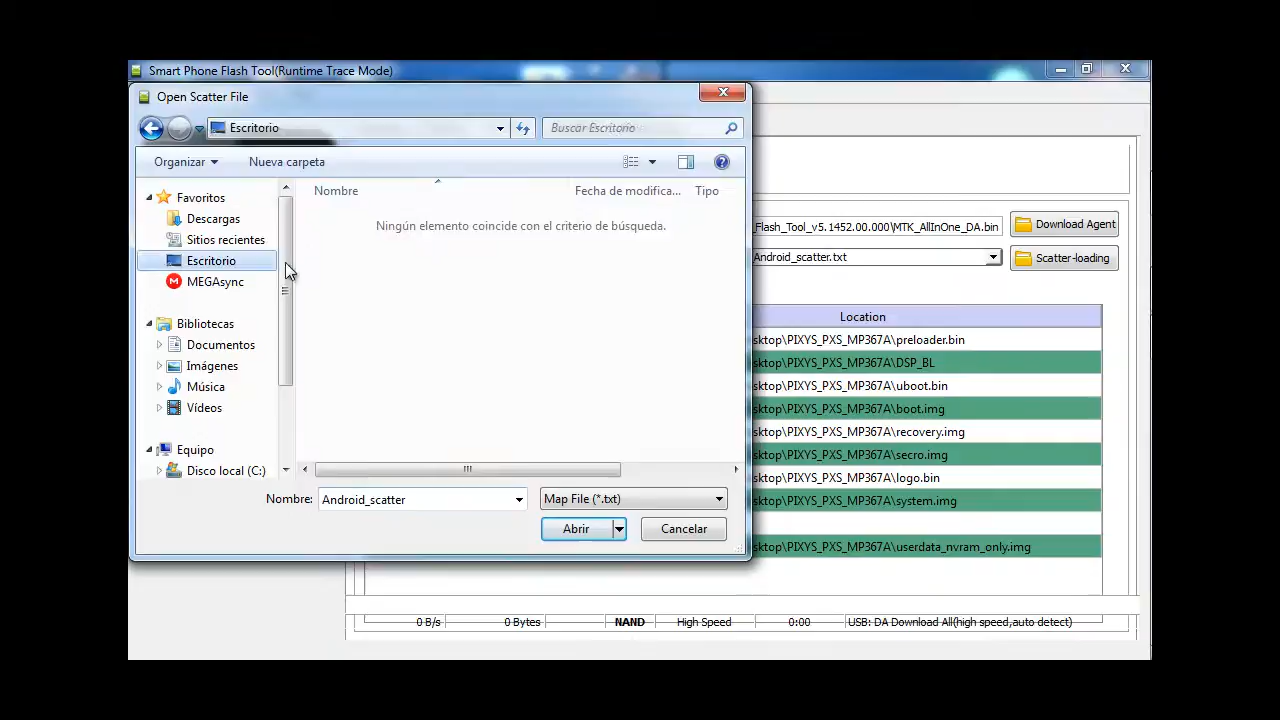 Smart Phone Flash Tool(Runtime Trace Mode)
Open Scatter File
Escritorio
Buscar Escritorio
Organizar
Nueva carpeta
Favoritos
Descargas
Sitios recientes
Escritorio
MEGAsync
Bibliotecas
Documentos
Imágenes
Música
Vídeos
Equipo
Disco local (C:)
Nombre
Fecha de modifica...
Tipo
Ningún elemento coincide con el criterio de búsqueda.
Nombre:
Android_scatter
Map File (*.txt)
Abrir
Cancelar
_Flash_Tool_v5.1452.00.000\MTK_AllInOne_DA.bin
Download Agent
Android_scatter.txt
Scatter-loading
Location
sktop\PIXYS_PXS_MP367A\preloader.bin
sktop\PIXYS_PXS_MP367A\DSP_BL
sktop\PIXYS_PXS_MP367A\uboot.bin
sktop\PIXYS_PXS_MP367A\boot.img
sktop\PIXYS_PXS_MP367A\recovery.img
sktop\PIXYS_PXS_MP367A\secro.img
sktop\PIXYS_PXS_MP367A\logo.bin
sktop\PIXYS_PXS_MP367A\system.img
sktop\PIXYS_PXS_MP367A\userdata_nvram_only.img
0 B/s
0 Bytes
NAND
High Speed
0:00
USB: DA Download All(high speed,auto detect)